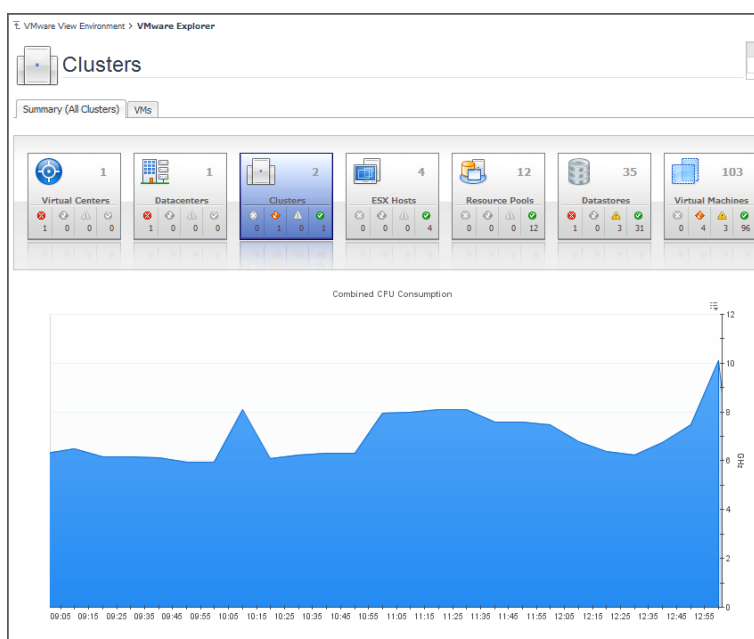 VMware View Environment > VMware Explorer
Clusters
Summary (All Clusters) VMs
1 1 2 4 12 35 103
Virtual Centers Datacenters Clusters ESX Hosts Resource Pools Datastores Virtual Machines
1 0 0 0 1 0 0 0 0 1 0 1 0 0 0 4 0 0 0 12 1 0 3 31 0 4 3 96
Combined CPU Consumption
12
10
8
6
GHz
4
2
0
09:05 09:15 09:25 09:35 09:45 09:55 10:05 10:15 10:25 10:35 10:45 10:55 11:05 11:15 11:25 11:35 11:45 11:55 12:05 12:15 12:25 12:35 12:45 12:55